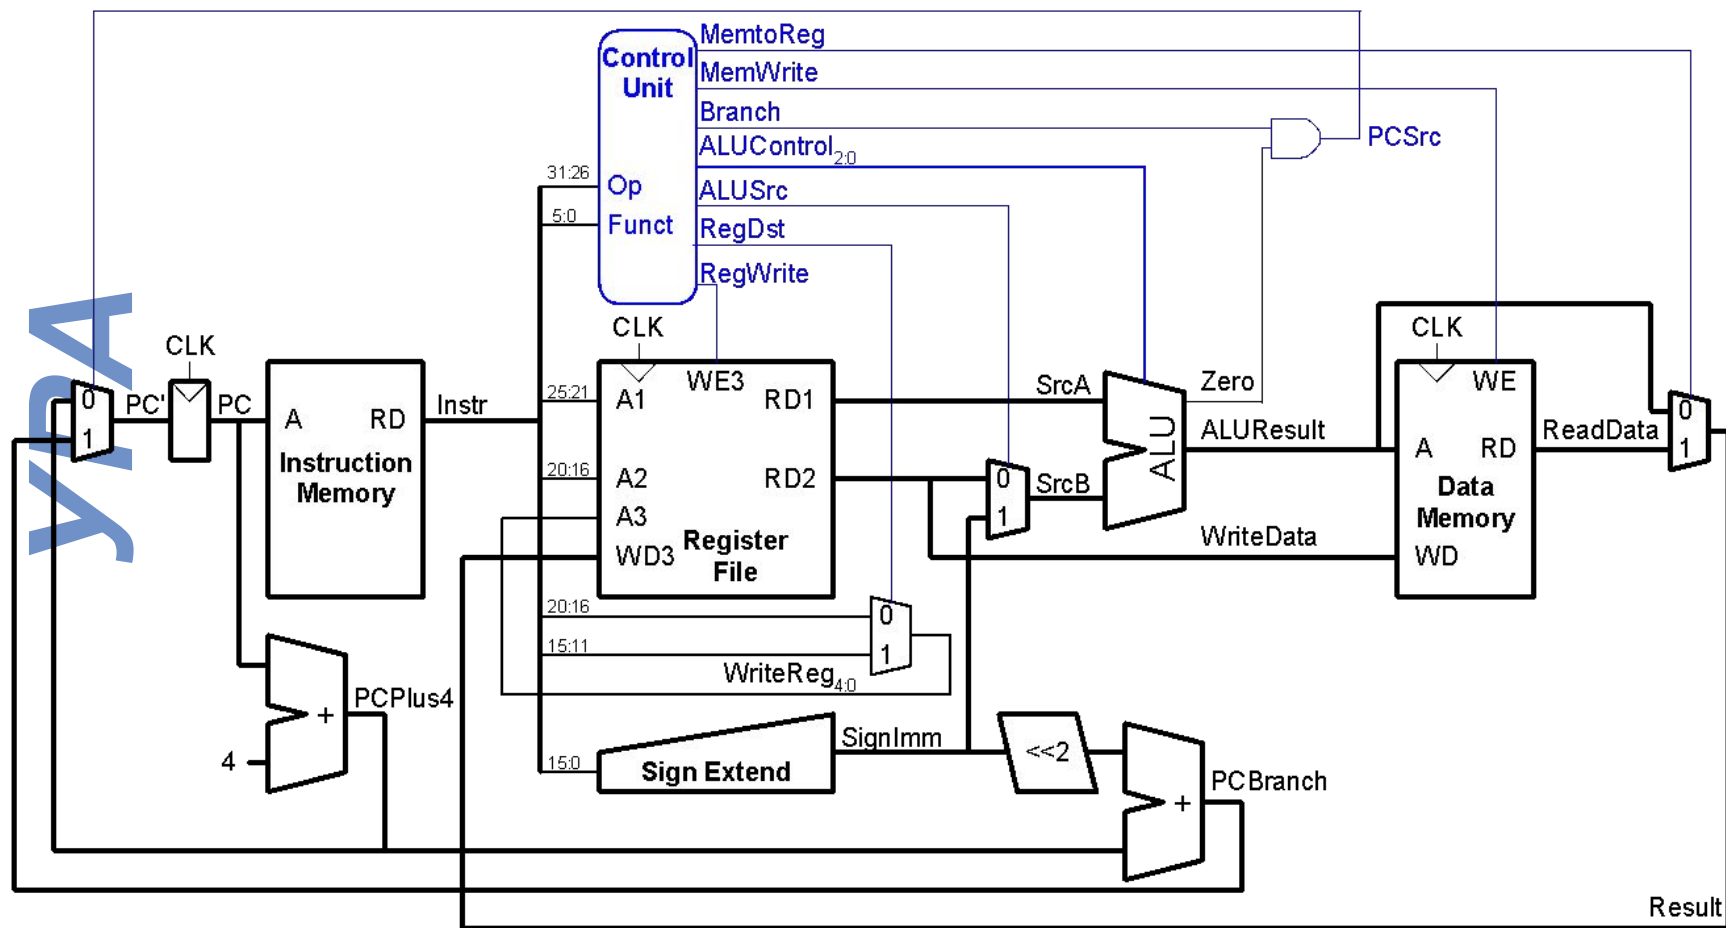 MemtoReg
Control
Unit
MemWrite
Branch
PCSrc
ALUControl2:0
31:26
Op
ALUSrc
5:0
Funct
RegDst
RegWrite
CLK
CLK
CLK
WE3
WE
0
PC'
PC
A
RD
Instr
25:21
A1
RD1
SrcA
Zero
0
1
Instruction
Memory
20:16
A2
RD2
0
SrcB
1
ALU
ALUResult
A
RD
ReadData
1
Data
Memory
A3
Register
File
WD3
WriteData
WD
20:16
0
15:11
1
WriteReg4:0
PCPlus4
+
4
15:0
Sign Extend
SignImm
<<2
PCBranch
+
Result